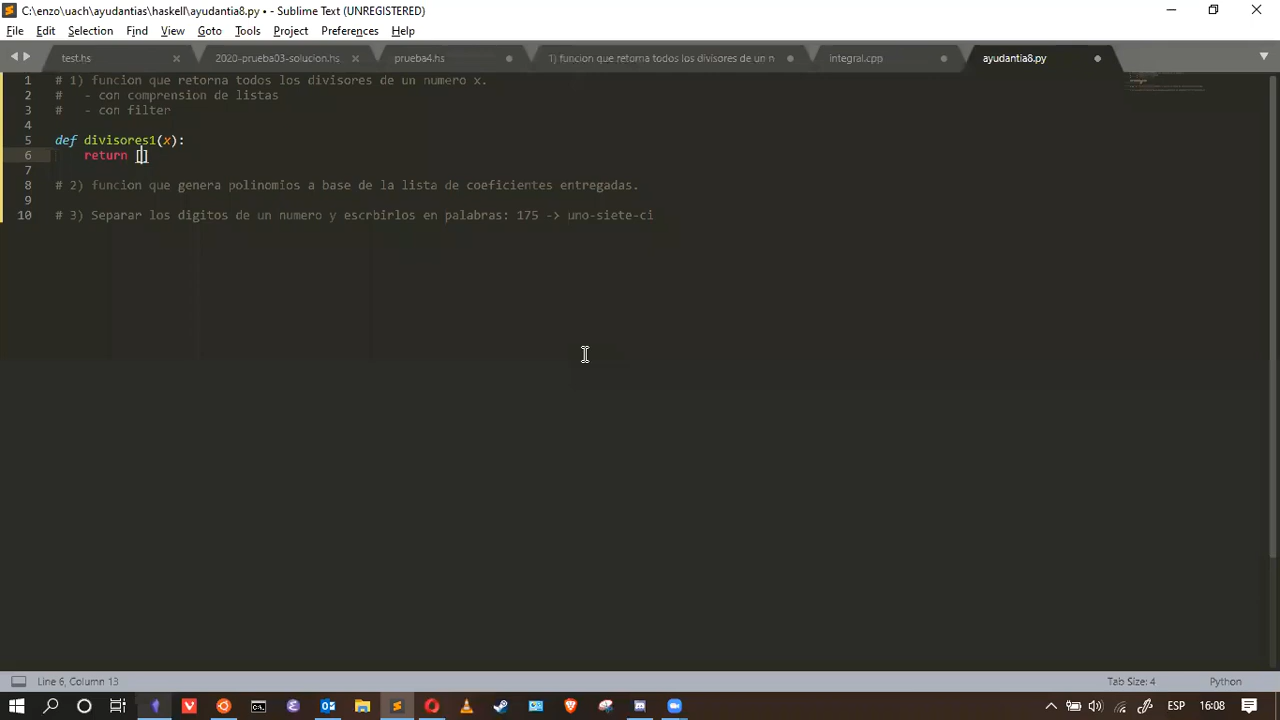 C:\enzo\uach\ayudantias\haskell\ayudantia8.py • - Sublime Text (UNREGISTERED)
File Edit Selection Find View Goto Tools Project Preferences Help
test.hs 2020-prueba03-solucion.hs prueba4.hs 1) funcion que retorna todos los divisores de un n integral.cpp ayudantia8.py
1 # 1) funcion que retorna todos los divisores de un numero x.
2 #   - con comprension de listas
3 #   - con filter
4
5 def divisores1(x):
6     return []
7
8 # 2) funcion que genera polinomios a base de la lista de coeficientes entregadas.
9
10 # 3) Separar los digitos de un numero y escrbirlos en palabras: 175 -> uno-siete-ci
Line 6, Column 13 Tab Size: 4 Python
ESP 16:08